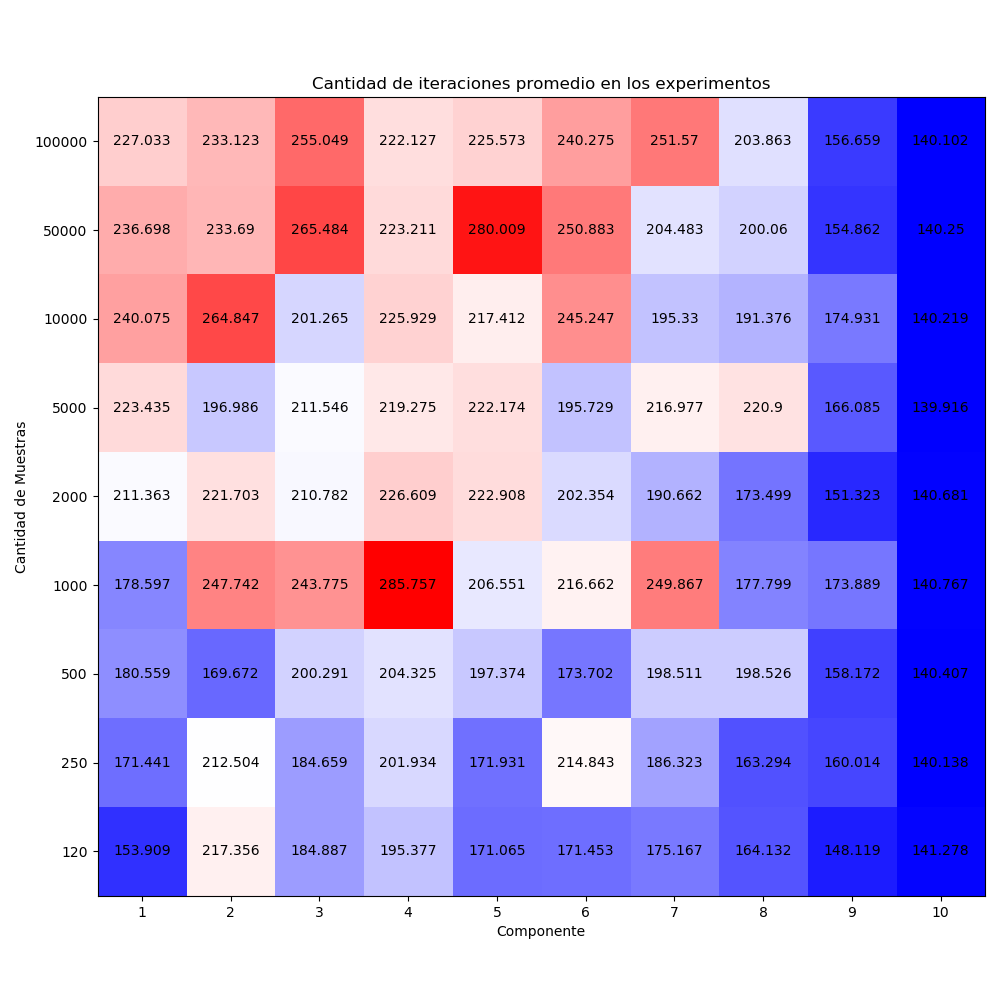 Cantidad de iteraciones promedio en los experimentos
100000 227.033 233.123 255.049 222.127 225.573 240.275 251.57 203.863 156.659 140.102
50000 236.698 233.69 265.484 223.211 280.009 250.883 204.483 200.06 154.862 140.25
10000 240.075 264.847 201.265 225.929 217.412 245.247 195.33 191.376 174.931 140.219
5000 223.435 196.986 211.546 219.275 222.174 195.729 216.977 220.9 166.085 139.916
2000 211.363 221.703 210.782 226.609 222.908 202.354 190.662 173.499 151.323 140.681
1000 178.597 247.742 243.775 285.757 206.551 216.662 249.867 177.799 173.889 140.767
500 180.559 169.672 200.291 204.325 197.374 173.702 198.511 198.526 158.172 140.407
250 171.441 212.504 184.659 201.934 171.931 214.843 186.323 163.294 160.014 140.138
120 153.909 217.356 184.887 195.377 171.065 171.453 175.167 164.132 148.119 141.278
1 2 3 4 5 6 7 8 9 10
Componente
Cantidad de Muestras